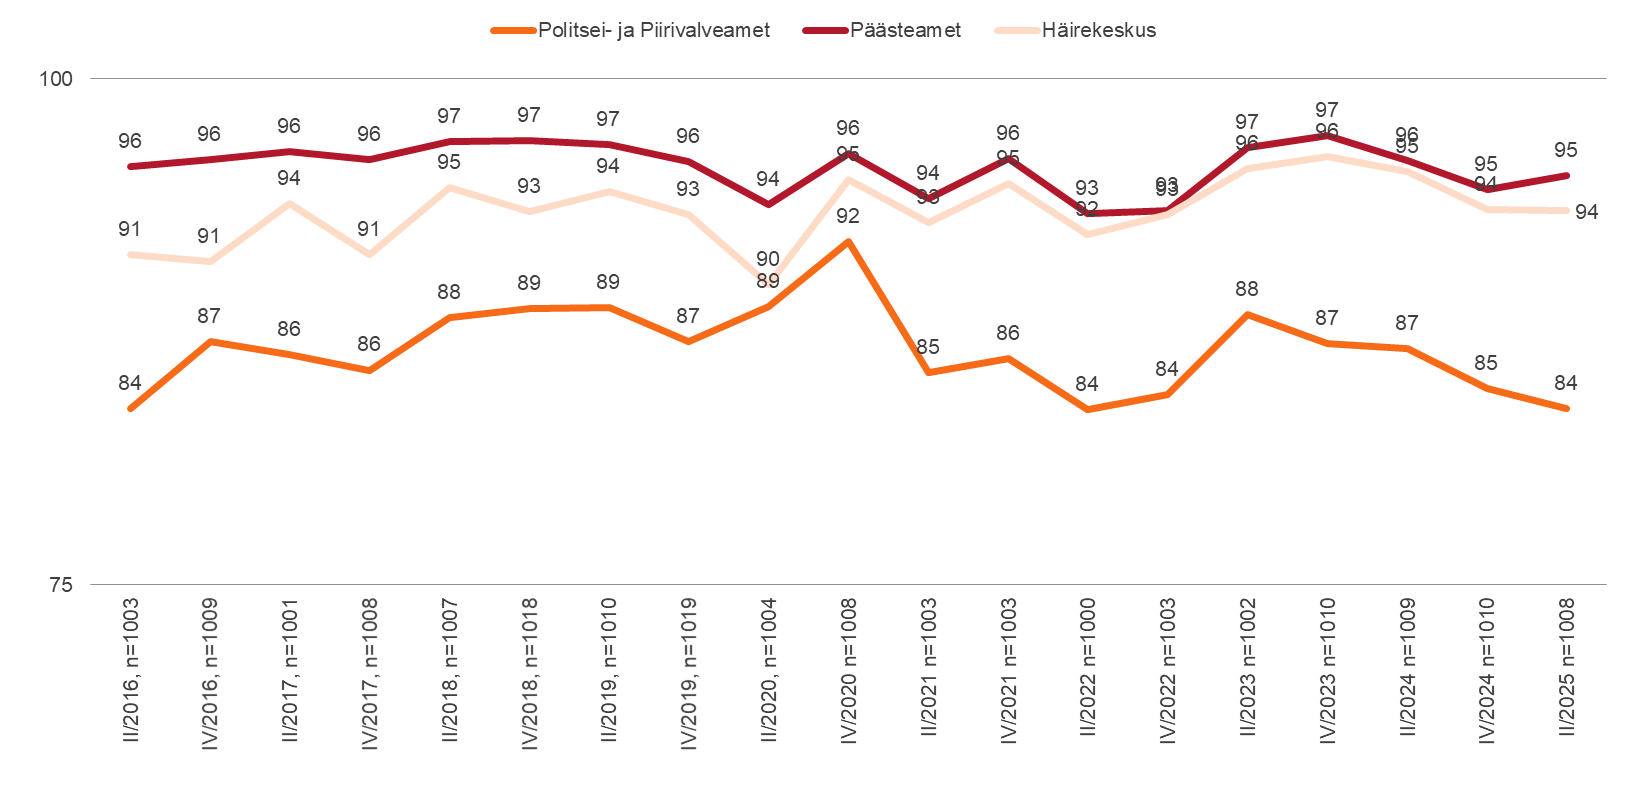 Politsei- ja Piirivalveamet Päästeamet Häirekeskus
100
96 96 96 96 97 97 97 96 94 96 94 96 93 93 97 97 96 95 95
91 91 94 91 95 93 94 93 90 95 93 95 92 93 96 96 95 94 94
84 87 86 86 88 89 89 87 89 92 85 86 84 84 88 87 87 85 84
75
II/2016, n=1003
IV/2016, n=1009
II/2017, n=1001
IV/2017, n=1008
II/2018, n=1007
IV/2018, n=1018
II/2019, n=1010
IV/2019, n=1019
II/2020, n=1004
IV/2020 n=1008
II/2021 n=1003
IV/2021 n=1003
II/2022 n=1000
IV/2022 n=1003
II/2023 n=1002
IV/2023 n=1010
II/2024 n=1009
IV/2024 n=1010
II/2025 n=1008